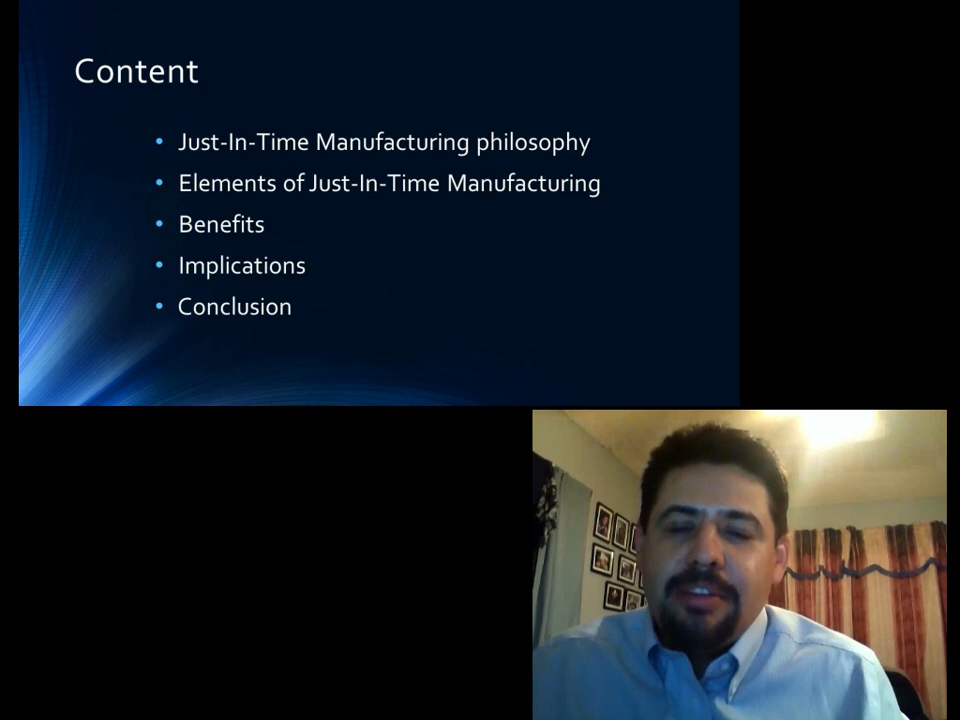 Content
• Just-In-Time Manufacturing philosophy
• Elements of Just-In-Time Manufacturing
• Benefits
• Implications
• Conclusion